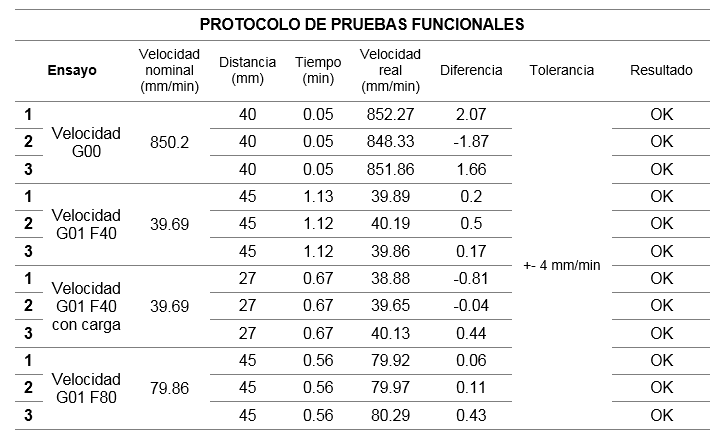 PROTOCOLO DE PRUEBAS FUNCIONALES
Ensayo Velocidad nominal (mm/min) Distancia (mm) Tiempo (min) Velocidad real (mm/min) Diferencia Tolerancia Resultado
1 Velocidad G00 850.2 40 0.05 852.27 2.07 +- 4 mm/min OK
2 40 0.05 848.33 -1.87 OK
3 40 0.05 851.86 1.66 OK
1 Velocidad G01 F40 39.69 45 1.13 39.89 0.2 OK
2 45 1.12 40.19 0.5 OK
3 45 1.12 39.86 0.17 OK
1 Velocidad G01 F40 con carga 39.69 27 0.67 38.88 -0.81 OK
2 27 0.67 39.65 -0.04 OK
3 27 0.67 40.13 0.44 OK
1 Velocidad G01 F80 79.86 45 0.56 79.92 0.06 OK
2 45 0.56 79.97 0.11 OK
3 45 0.56 80.29 0.43 OK